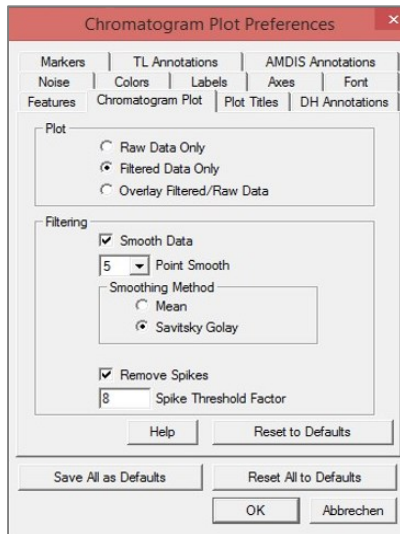 Chromatogram Plot Preferences
Markers TL Annotations AMDIS Annotations
Noise Colors Labels Axes Font
Features Chromatogram Plot Plot Titles DH Annotations
Plot
Raw Data Only
Filtered Data Only
Overlay Filtered/Raw Data
Filtering
Smooth Data
5 Point Smooth
Smoothing Method
Mean
Savitsky Golay
Remove Spikes
8 Spike Threshold Factor
Help Reset to Defaults
Save All as Defaults Reset All to Defaults
OK Abbrechen